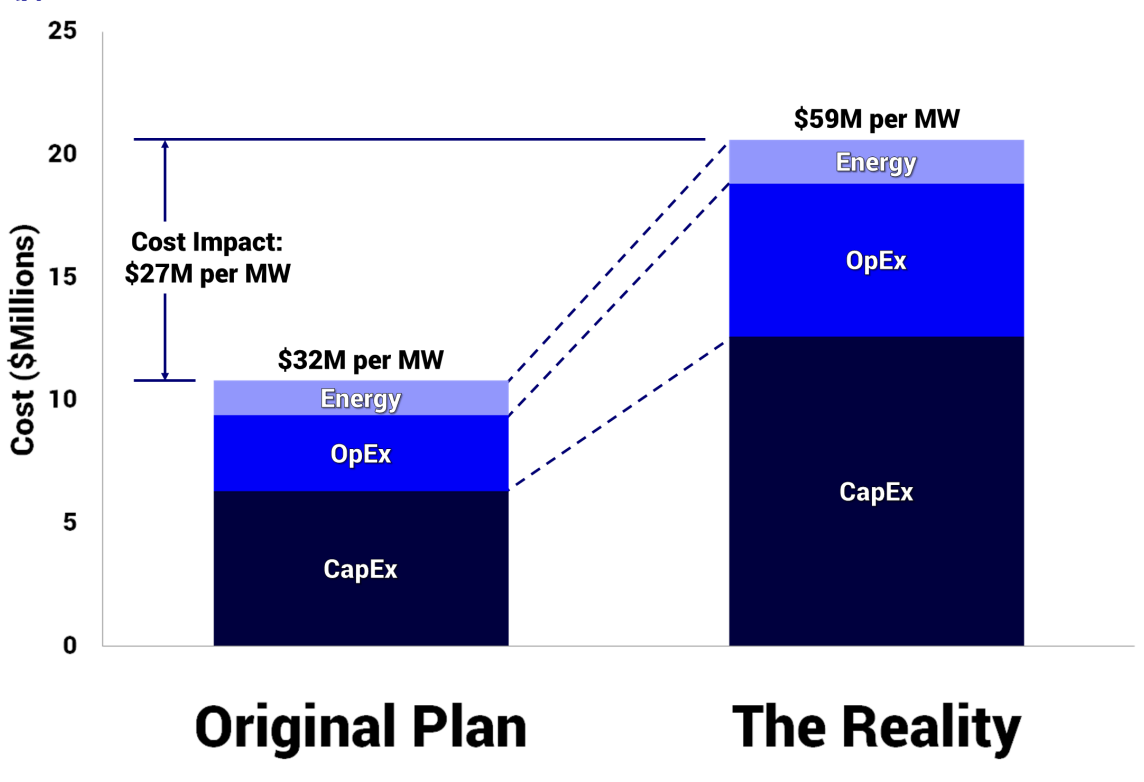 25
20
15
10
5
0
Cost ($Millions)
$59M per MW
Energy
OpEx
CapEx
Cost Impact:
$27M per MW
$32M per MW
Energy
OpEx
CapEx
Original Plan
The Reality